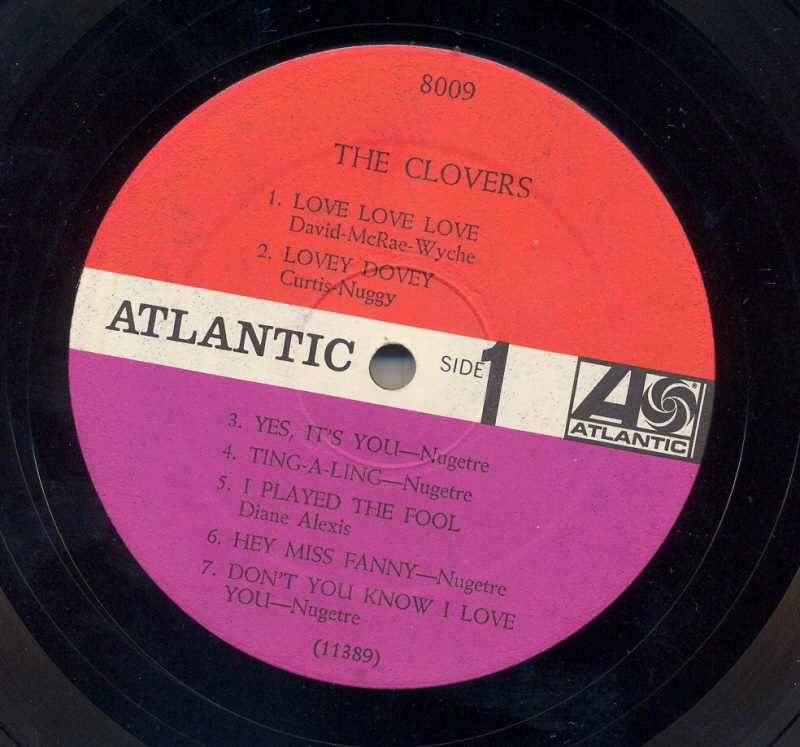 8009
THE CLOVERS
1. LOVE LOVE LOVE
David-McRae-Wyche
2. LOVEY DOVEY
Curtis-Nuggy
ATLANTIC
SIDE 1
A
ATLANTIC
3. YES, IT'S YOU—Nugetre
4. TING-A-LING—Nugetre
5. I PLAYED THE FOOL
Diane Alexis
6. HEY MISS FANNY—Nugetre
7. DON'T YOU KNOW I LOVE
YOU—Nugetre
(11389)